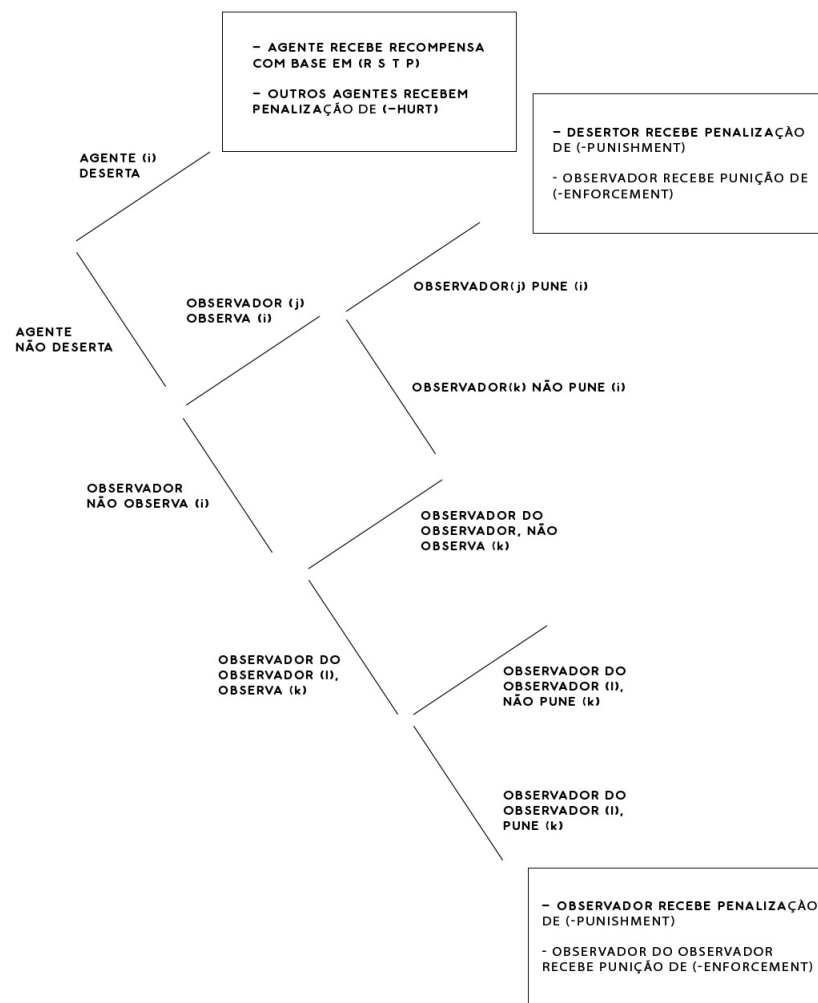 – AGENTE RECEBE RECOMPENSA
COM BASE EM (R S T P)
– OUTROS AGENTES RECEBEM
PENALIZAÇÃO DE (–HURT)
– DESERTOR RECEBE PENALIZAÇÀO
DE (-PUNISHMENT)
- OBSERVADOR RECEBE PUNIÇÃO DE
(-ENFORCEMENT)
AGENTE (i)
DESERTA
OBSERVADOR (j)
OBSERVA (i)
OBSERVADOR(j) PUNE (i)
AGENTE
NÃO DESERTA
OBSERVADOR(k) NÃO PUNE (i)
OBSERVADOR
NÃO OBSERVA (i)
OBSERVADOR DO
OBSERVADOR, NÃO
OBSERVA (k)
OBSERVADOR DO
OBSERVADOR (l),
OBSERVA (k)
OBSERVADOR DO
OBSERVADOR (l),
NÃO PUNE (k)
OBSERVADOR DO
OBSERVADOR (l),
PUNE (k)
– OBSERVADOR RECEBE PENALIZAÇÀO
DE (-PUNISHMENT)
- OBSERVADOR DO OBSERVADOR
RECEBE PUNIÇÃO DE (-ENFORCEMENT)